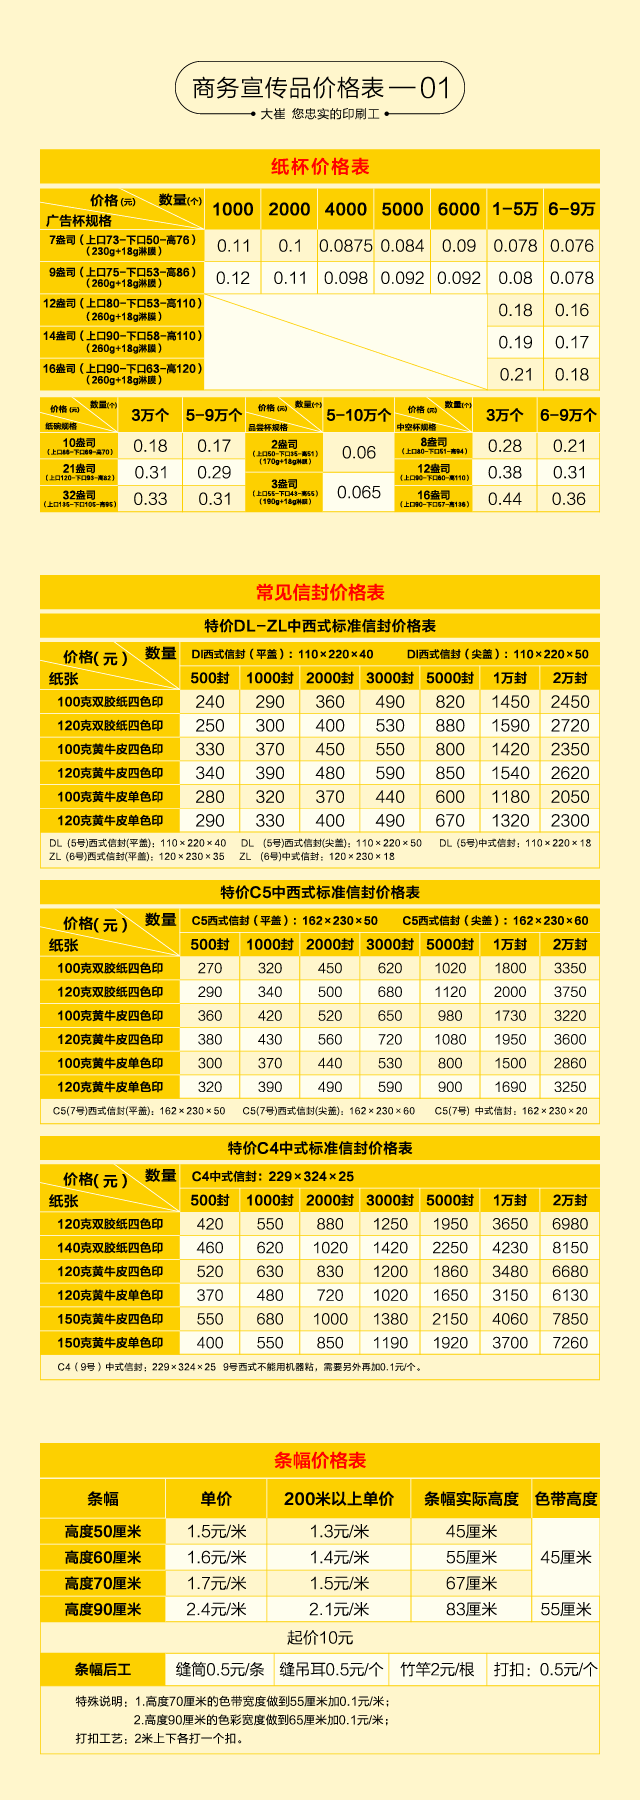 商务宣传品价格表—01
大崔 您忠实的印刷工
纸杯价格表
价格(元) 数量(个) 广告杯规格 1000 2000 4000 5000 6000 1-5万 6-9万
7盎司（上口73-下口50-高76）
（230g+18g淋膜） 0.11 0.1 0.0875 0.084 0.09 0.078 0.076
9盎司（上口75-下口53-高86）
（260g+18g淋膜） 0.12 0.11 0.098 0.092 0.092 0.08 0.078
12盎司（上口80-下口53-高110）
（260g+18g淋膜） 0.18 0.16
14盎司（上口90-下口58-高110）
（260g+18g淋膜） 0.19 0.17
16盎司（上口90-下口63-高120）
（260g+18g淋膜） 0.21 0.18
价格(元) 数量(个) 纸碗规格 3万个 5-9万个
10盎司 0.18 0.17
21盎司 0.31 0.29
（上口120-下口93-高82）
32盎司 0.33 0.31
（上口135-下口105-高95）
价格(元) 数量(个) 品尝杯规格 5-10万个
2盎司 0.06
（上口50-下口35-高51）
（170g+18g淋膜）
3盎司 0.065
（上口55-下口43-高55）
（190g+18g淋膜）
价格(元) 数量(个) 中空杯规格 3万个 6-9万个
8盎司 0.28 0.21
（上口80-下口51-高94）
12盎司 0.38 0.31
（上口90-下口60-高110）
16盎司 0.44 0.36
（上口90-下口57-高136）
常见信封价格表
特价DL-ZL中西式标准信封价格表
价格(元) 数量 纸张
Dl西式信封（平盖）：110×220×40 Dl西式信封（尖盖）：110×220×50
500封 1000封 2000封 3000封 5000封 1万封 2万封
100克双胶纸四色印 240 290 360 490 820 1450 2450
120克双胶纸四色印 250 300 400 530 880 1590 2720
100克黄牛皮四色印 330 370 450 550 800 1420 2350
120克黄牛皮四色印 340 390 480 590 850 1540 2620
100克黄牛皮单色印 280 320 370 440 600 1180 2050
120克黄牛皮单色印 290 330 400 490 670 1320 2300
DL (5号)西式信封(平盖)：110×220×40 DL (5号)西式信封(尖盖)：110×220×50 DL (5号)中式信封：110×220×18
ZL (6号)西式信封(平盖)：120×230×35 ZL (6号)中式信封：120×230×18
特价C5中西式标准信封价格表
价格(元) 数量 纸张
C5西式信封（平盖）：162×230×50 C5西式信封（尖盖）：162×230×60
500封 1000封 2000封 3000封 5000封 1万封 2万封
100克双胶纸四色印 270 320 450 620 1020 1800 3350
120克双胶纸四色印 290 340 500 680 1120 2000 3750
100克黄牛皮四色印 360 420 520 650 980 1730 3220
120克黄牛皮四色印 380 430 560 720 1080 1950 3600
100克黄牛皮单色印 300 370 440 530 800 1500 2860
120克黄牛皮单色印 320 390 490 590 900 1690 3250
C5(7号)西式信封(平盖)：162×230×50 C5(7号)西式信封(尖盖)：162×230×60 C5(7号) 中式信封：162×230×20
特价C4中式标准信封价格表
价格(元) 数量 纸张
C4中式信封：229×324×25
500封 1000封 2000封 3000封 5000封 1万封 2万封
120克双胶纸四色印 420 550 880 1250 1950 3650 6980
140克双胶纸四色印 460 620 1020 1420 2250 4230 8150
120克黄牛皮四色印 520 630 830 1200 1860 3480 6680
120克黄牛皮单色印 370 480 720 1020 1650 3150 6130
150克黄牛皮四色印 550 680 1000 1380 2150 4060 7850
150克黄牛皮单色印 400 550 850 1190 1920 3700 7260
C4（9号）中式信封：229×324×25 9号西式不能用机器粘，需要另外再加0.1元/个。
条幅价格表
条幅 单价 200米以上单价 条幅实际高度 色带高度
高度50厘米 1.5元/米 1.3元/米 45厘米
高度60厘米 1.6元/米 1.4元/米 55厘米 45厘米
高度70厘米 1.7元/米 1.5元/米 67厘米
高度90厘米 2.4元/米 2.1元/米 83厘米 55厘米
起价10元
条幅后工 缝筒0.5元/条 缝吊耳0.5元/个 竹竿2元/根 打扣：0.5元/个
特殊说明：1.高度70厘米的色带宽度做到55厘米加0.1元/米；
2.高度90厘米的色彩宽度做到65厘米加0.1元/米；
打扣工艺：2米上下各打一个扣。